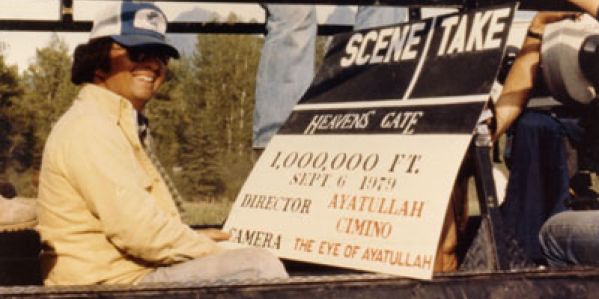 SCENE TAKE
HEAVENS GATE
1,000,000 FT.
SEPT 6 1979
DIRECTOR AYATULLAH
CIMINO
CAMERA THE EYE OF AYATULLAH